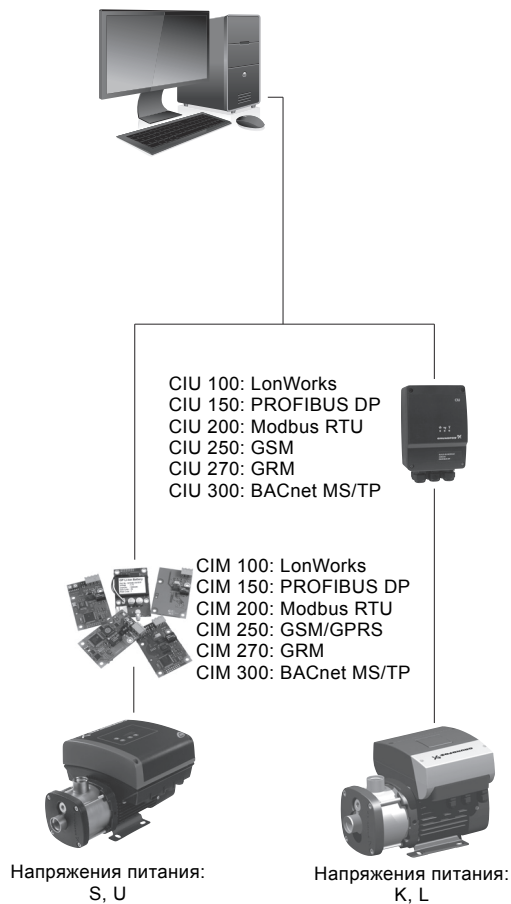 CIU 100: LonWorks
CIU 150: PROFIBUS DP
CIU 200: Modbus RTU
CIU 250: GSM
CIU 270: GRM
CIU 300: BACnet MS/TP
CIM 100: LonWorks
CIM 150: PROFIBUS DP
CIM 200: Modbus RTU
CIM 250: GSM/GPRS
CIM 270: GRM
CIM 300: BACnet MS/TP
Напряжения питания:
S, U
Напряжения питания:
K, L